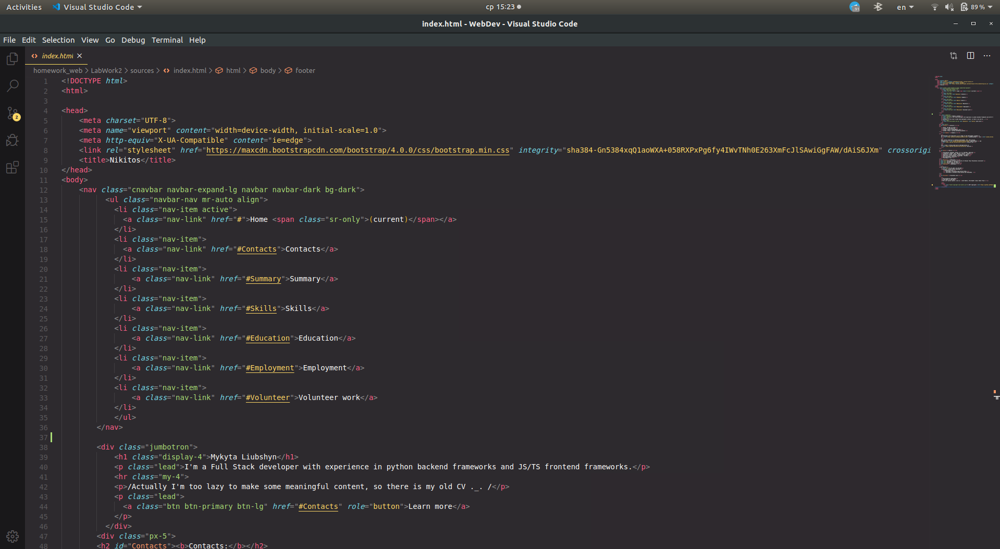 Activities Visual Studio Code ср 15:23 91 en 89 %
index.html - WebDev - Visual Studio Code
File Edit Selection View Go Debug Terminal Help
index.html
homework_web > LabWork2 > sources > index.html > html > body > footer
2
1 <!DOCTYPE html>
2 <html>
3
4 <head>
5 <meta charset="UTF-8">
6 <meta name="viewport" content="width=device-width, initial-scale=1.0">
7 <meta http-equiv="X-UA-Compatible" content="ie=edge">
8 <link rel="stylesheet" href="https://maxcdn.bootstrapcdn.com/bootstrap/4.0.0/css/bootstrap.min.css" integrity="sha384-Gn5384xqQ1aoWXA+058RXPxPg6fy4IWvTNh0E263XmFcJlSAwiGgFAW/dAiS6JXm" crossorigi
9 <title>Nikitos</title>
10 </head>
11 <body>
12 <nav class="cnavbar navbar-expand-lg navbar navbar-dark bg-dark">
13 <ul class="navbar-nav mr-auto align">
14 <li class="nav-item active">
15 <a class="nav-link" href="#">Home <span class="sr-only">(current)</span></a>
16 </li>
17 <li class="nav-item">
18 <a class="nav-link" href="#Contacts">Contacts</a>
19 </li>
20 <li class="nav-item">
21 <a class="nav-link" href="#Summary">Summary</a>
22 </li>
23 <li class="nav-item">
24 <a class="nav-link" href="#Skills">Skills</a>
25 </li>
26 <li class="nav-item">
27 <a class="nav-link" href="#Education">Education</a>
28 </li>
29 <li class="nav-item">
30 <a class="nav-link" href="#Employment">Employment</a>
31 </li>
32 <li class="nav-item">
33 <a class="nav-link" href="#Volunteer">Volunteer work</a>
34 </li>
35 </ul>
36 </nav>
37
38 <div class="jumbotron">
39 <h1 class="display-4">Mykyta Liubshyn</h1>
40 <p class="lead">I'm a Full Stack developer with experience in python backend frameworks and JS/TS frontend frameworks.</p>
41 <hr class="my-4">
42 <p>/Actually I'm too lazy to make some meaningful content, so there is my old CV ._. /</p>
43 <p class="lead">
44 <a class="btn btn-primary btn-lg" href="#Contacts" role="button">Learn more</a>
45 </p>
46 </div>
47 <div class="px-5">
48 <h2 id="Contacts"><b>Contacts:</b></h2>